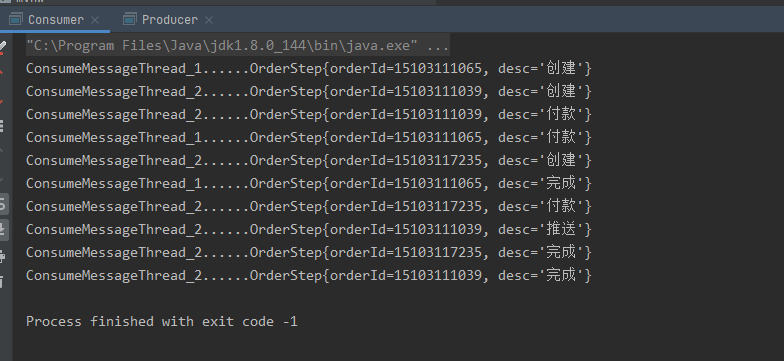 Consumer
Producer
"C:\Program Files\Java\jdk1.8.0_144\bin\java.exe" ...
ConsumeMessageThread_1......OrderStep{orderId=15103111065, desc='创建'}
ConsumeMessageThread_2......OrderStep{orderId=15103111039, desc='创建'}
ConsumeMessageThread_2......OrderStep{orderId=15103111039, desc='付款'}
ConsumeMessageThread_1......OrderStep{orderId=15103111065, desc='付款'}
ConsumeMessageThread_2......OrderStep{orderId=15103117235, desc='创建'}
ConsumeMessageThread_1......OrderStep{orderId=15103111065, desc='完成'}
ConsumeMessageThread_2......OrderStep{orderId=15103117235, desc='付款'}
ConsumeMessageThread_2......OrderStep{orderId=15103111039, desc='推送'}
ConsumeMessageThread_2......OrderStep{orderId=15103117235, desc='完成'}
ConsumeMessageThread_2......OrderStep{orderId=15103111039, desc='完成'}
Process finished with exit code -1